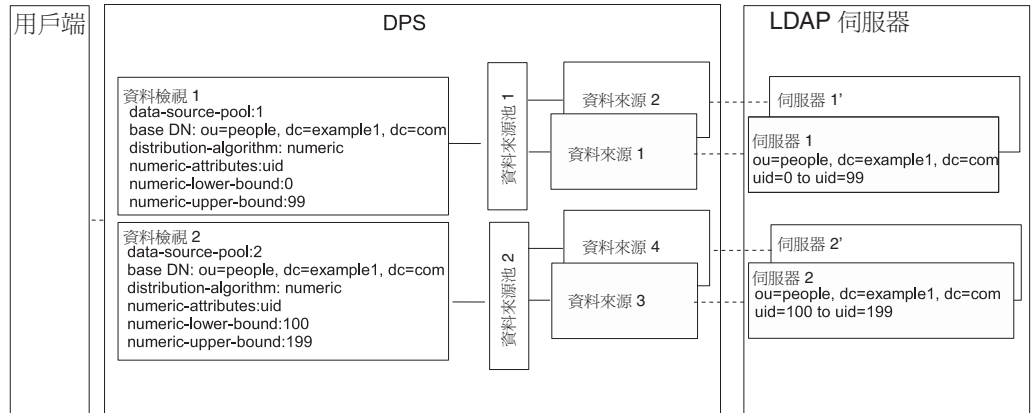 用戶端
DPS
LDAP 伺服器
資料檢視 1
data-source-pool:1
base DN: ou=people, dc=example1, dc=com
distribution-algorithm: numeric
numeric-attributes:uid
numeric-lower-bound:0
numeric-upper-bound:99
資料來源池 1
資料來源 2
資料來源 1
伺服器 1’
伺服器 1
ou=people, dc=example1, dc=com
uid=0 to uid=99
資料檢視 2
data-source-pool:2
base DN: ou=people, dc=example1, dc=com
distribution-algorithm: numeric
numeric-attributes:uid
numeric-lower-bound:100
numeric-upper-bound:199
資料來源池 2
資料來源 4
資料來源 3
伺服器 2’
伺服器 2
ou=people, dc=example1, dc=com
uid=100 to uid=199